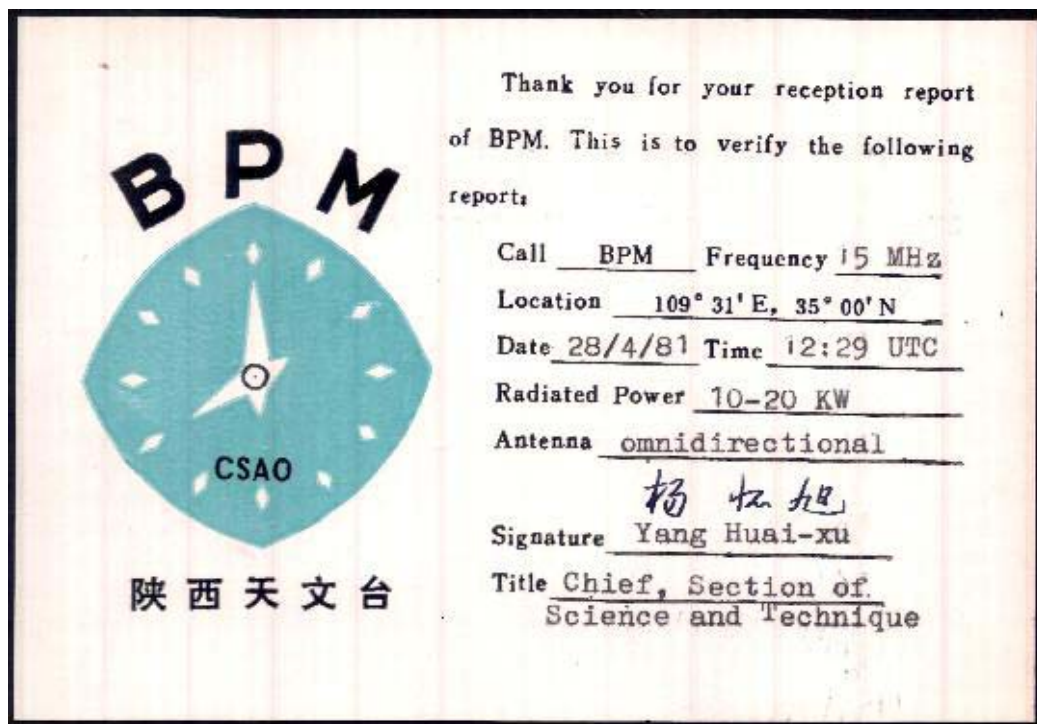 BPM
CSAO
陕西天文台
Thank you for your reception report
of BPM. This is to verify the following
report:
Call BPM Frequency 15 MHz
Location 109° 31' E, 35° 00' N
Date 28/4/81 Time 12:29 UTC
Radiated Power 10-20 KW
Antenna omnidirectional
杨怀旭
Signature Yang Huai-xu
Title Chief, Section of
Science and Technique